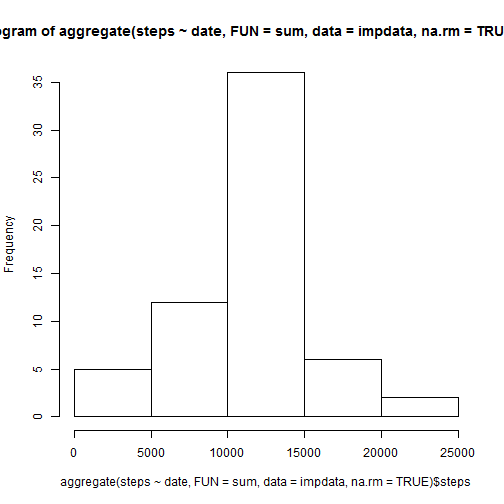 ogram of aggregate(steps ~ date, FUN = sum, data = impdata, na.rm = TRU
Frequency
35
30
25
20
15
10
5
0
0 5000 10000 15000 20000 25000
aggregate(steps ~ date, FUN = sum, data = impdata, na.rm = TRUE)$steps